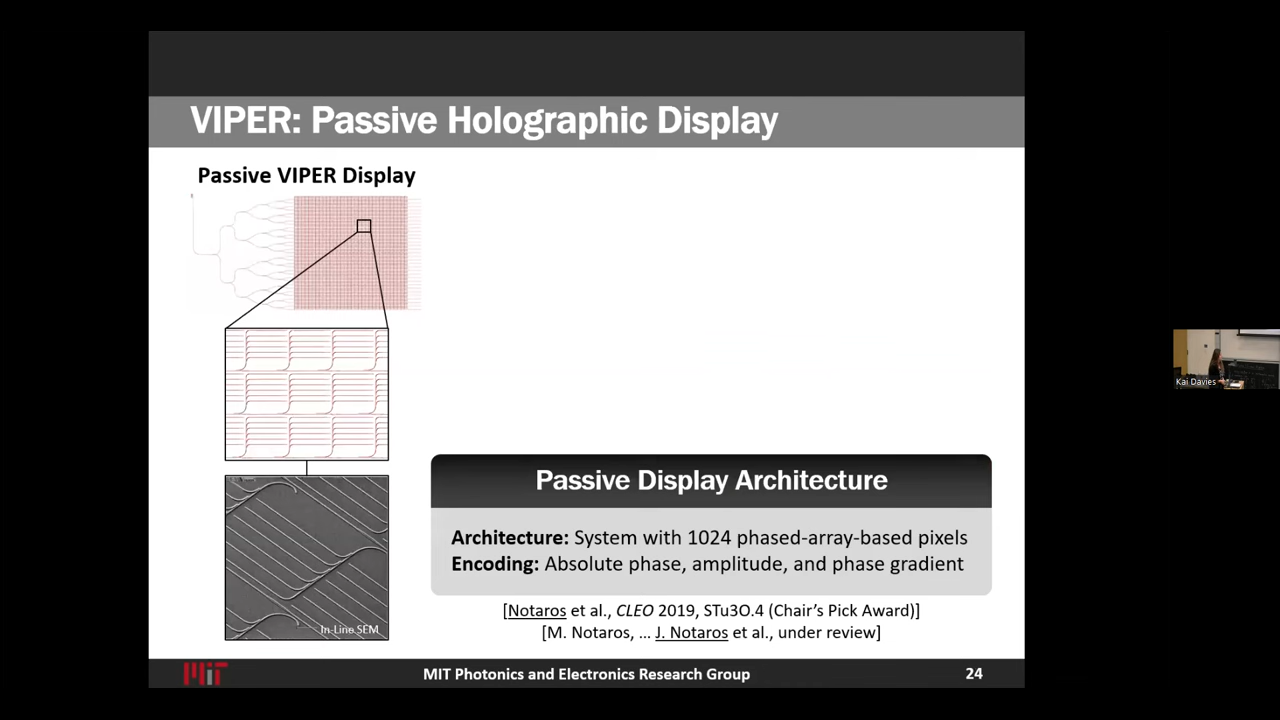 VIPER: Passive Holographic Display
Passive VIPER Display
In-Line SEM
Passive Display Architecture
Architecture: System with 1024 phased-array-based pixels
Encoding: Absolute phase, amplitude, and phase gradient
[Notaros et al., CLEO 2019, STu3O.4 (Chair's Pick Award)]
[M. Notaros, … J. Notaros et al., under review]
MIT
MIT Photonics and Electronics Research Group
24
Kai Davies